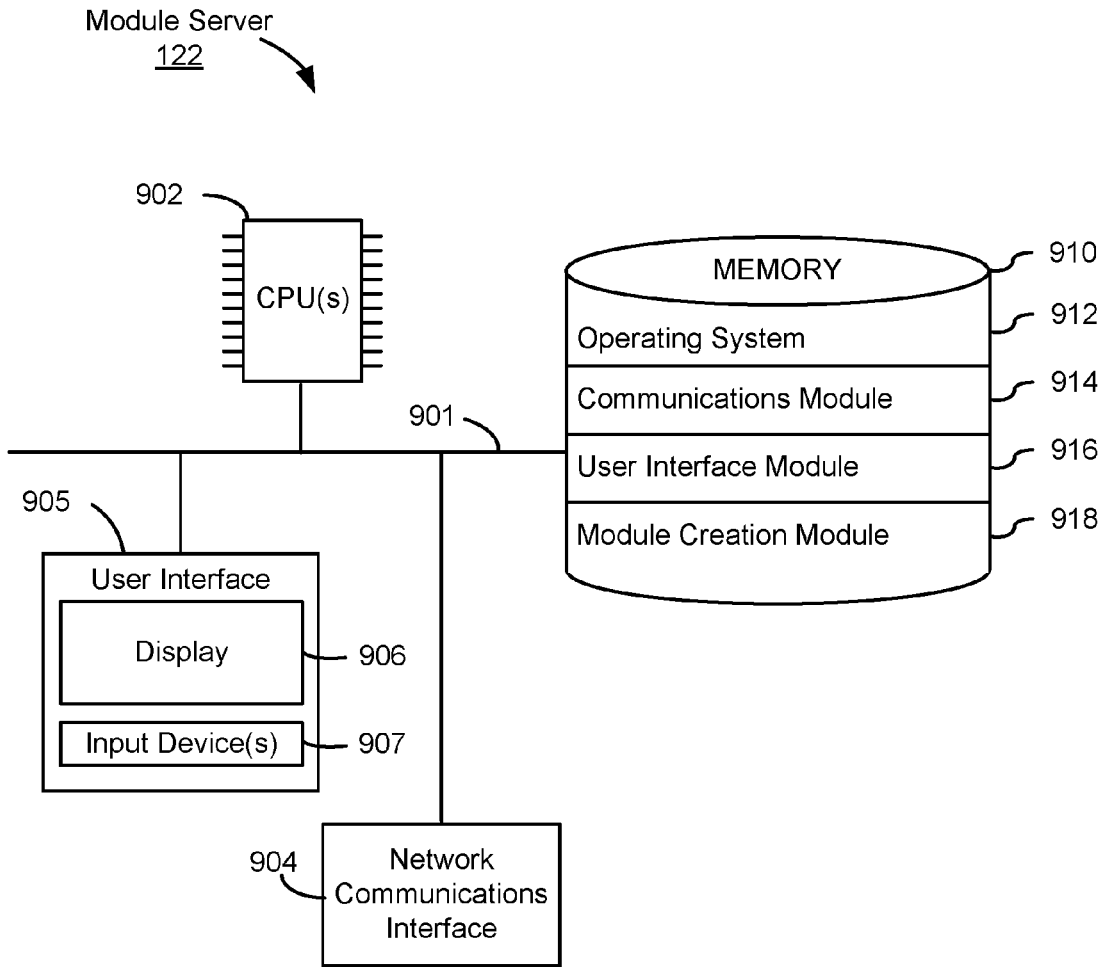 Module Server
122
902
CPU(s)
MEMORY
910
Operating System
912
Communications Module
914
User Interface Module
916
Module Creation Module
918
901
905
User Interface
Display
906
Input Device(s)
907
904
Network
Communications
Interface